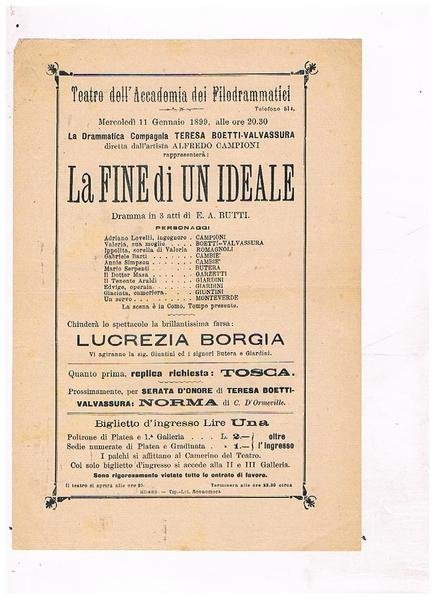 Teatro dell'Accademia dei Filodrammatici
Telefono 514.
Mercoledì 11 Gennaio 1899, alle ore 20.30
La Drammatica Compagnia TERESA BOETTI-VALVASSURA
diretta dall'artista ALFREDO CAMPIONI
rappresenterà:
La FINE di UN IDEALE
Dramma in 3 atti di E. A. BUTTI.
PERSONAGGI
Adriano Lovelli, ingegnere . CAMPIONI
Valeria, sua moglie . . . . BOETTI-VALVASSURA
Ippolita, sorella di Valeria ROMAGNOLI
Gabriele Barti . . . . . . CAMBIE'
Annie Simpson . . . . . . CAMBIE'
Mario Serpenti . . . . . . BUTERA
Il Dottor Masa . . . . . . GARZETTI
Il Tenente Araldi . . . . . GIARDINI
Edvige, operaia . . . . . . GIARDINI
Giacinta, cameriera . . . . GIUNTINI
Un servo . . . . . . . . MONTEVERDE
La scena è in Como, Tempo presente.
Chiuderà lo spettacolo la brillantissima farsa:
LUCREZIA BORGIA
Vi agiranno la sig. Giuntini ed i signori Butera e Giardini.
Quanto prima, replica richiesta: TOSCA.
Prossimamente, per SERATA D'ONORE di TERESA BOETTI-
VALVASSURA: NORMA di C. D'Ormeville.
Biglietto d'ingresso Lire Una
Poltrone di Platea e 1.a Galleria . . . L. 2.— oltre
Sedie numerate di Platea e Gradinata . » 1.— l'ingresso
I palchi si affittano al Camerino del Teatro.
Col solo biglietto d'ingresso si accede alla II e III Galleria.
Sono rigorosamente vietate tutte le entrate di favore.
Il teatro si aprirà alle ore 20. Terminerà alle ore 23.30 circa
Milano - Tip.-Lit.